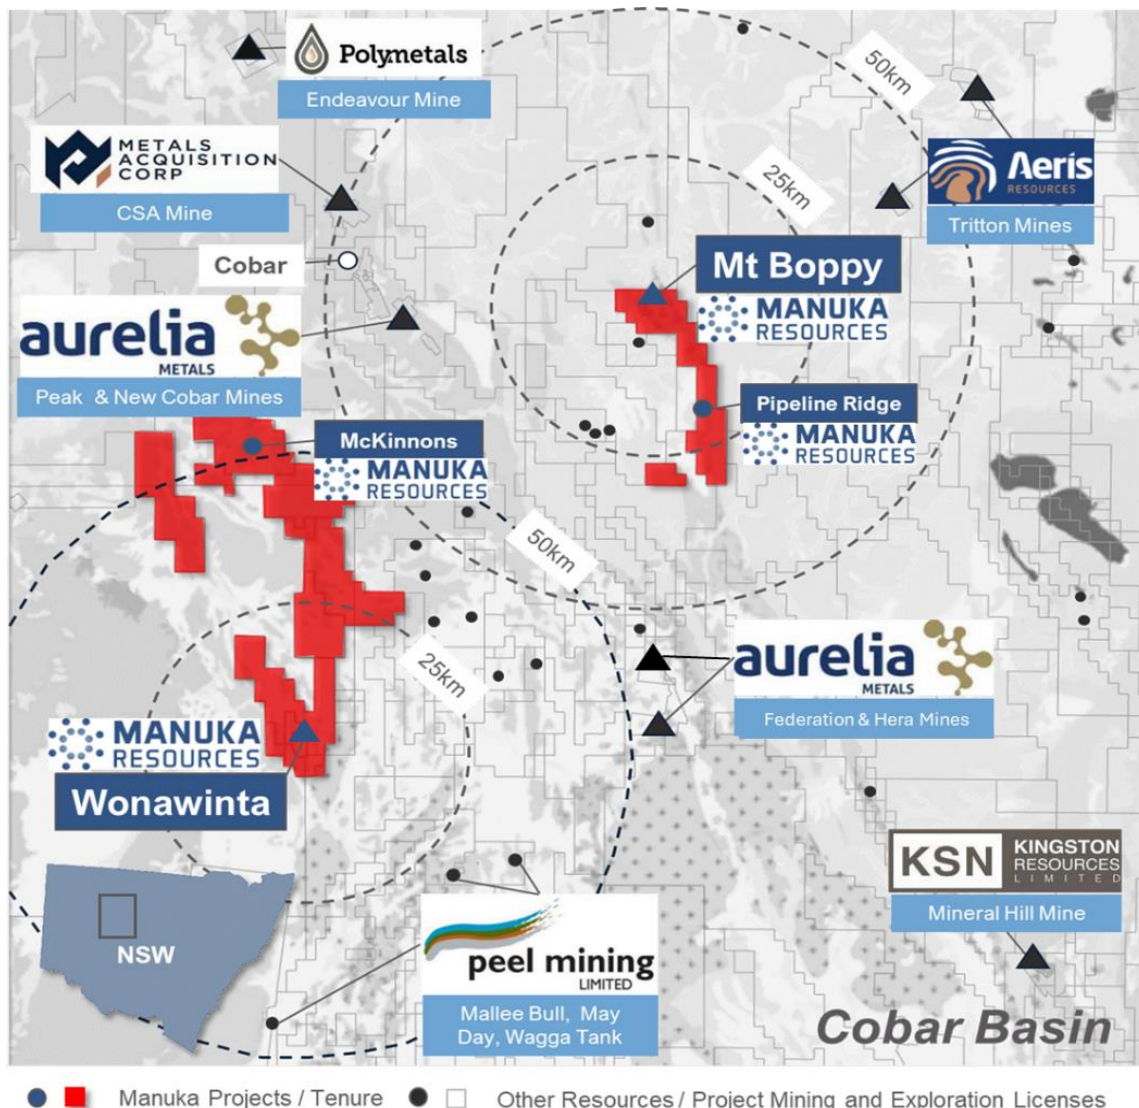 Polymetals
Endeavour Mine
50km
METALS
ACQUISITION
CORP
CSA Mine
25km
Aeris
RESOURCES
Tritton Mines
Cobar
Mt Boppy
MANUKA
RESOURCES
aurelia
METALS
Peak & New Cobar Mines
Pipeline Ridge
MANUKA
RESOURCES
McKinnons
MANUKA
RESOURCES
50km
25km
aurelia
METALS
Federation & Hera Mines
MANUKA
RESOURCES
Wonawinta
KSN
KINGSTON
RESOURCES
LIMITED
Mineral Hill Mine
NSW
peel mining
LIMITED
Mallee Bull, May
Day, Wagga Tank
Cobar Basin
Manuka Projects / Tenure
Other Resources / Project Mining and Exploration Licenses